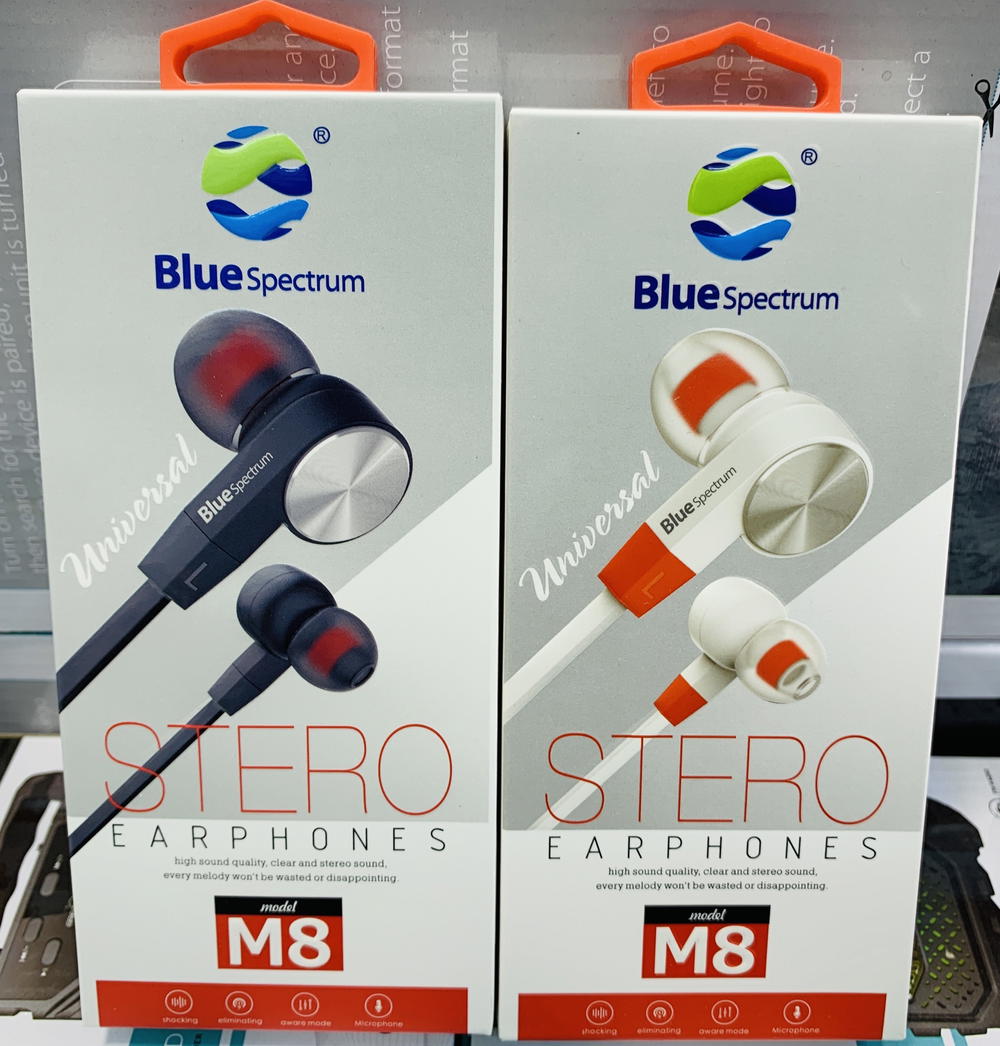 ®
Blue Spectrum
Universal
Blue Spectrum
L
STERO
EARPHONES
high sound quality, clear and stereo sound,
every melody won't be wasted or disappointing.
model
M8
shocking eliminating aware mode Microphone
®
Blue Spectrum
Universal
Blue Spectrum
L
STERO
EARPHONES
high sound quality, clear and stereo sound,
every melody won't be wasted or disappointing.
model
M8
shocking eliminating aware mode Microphone